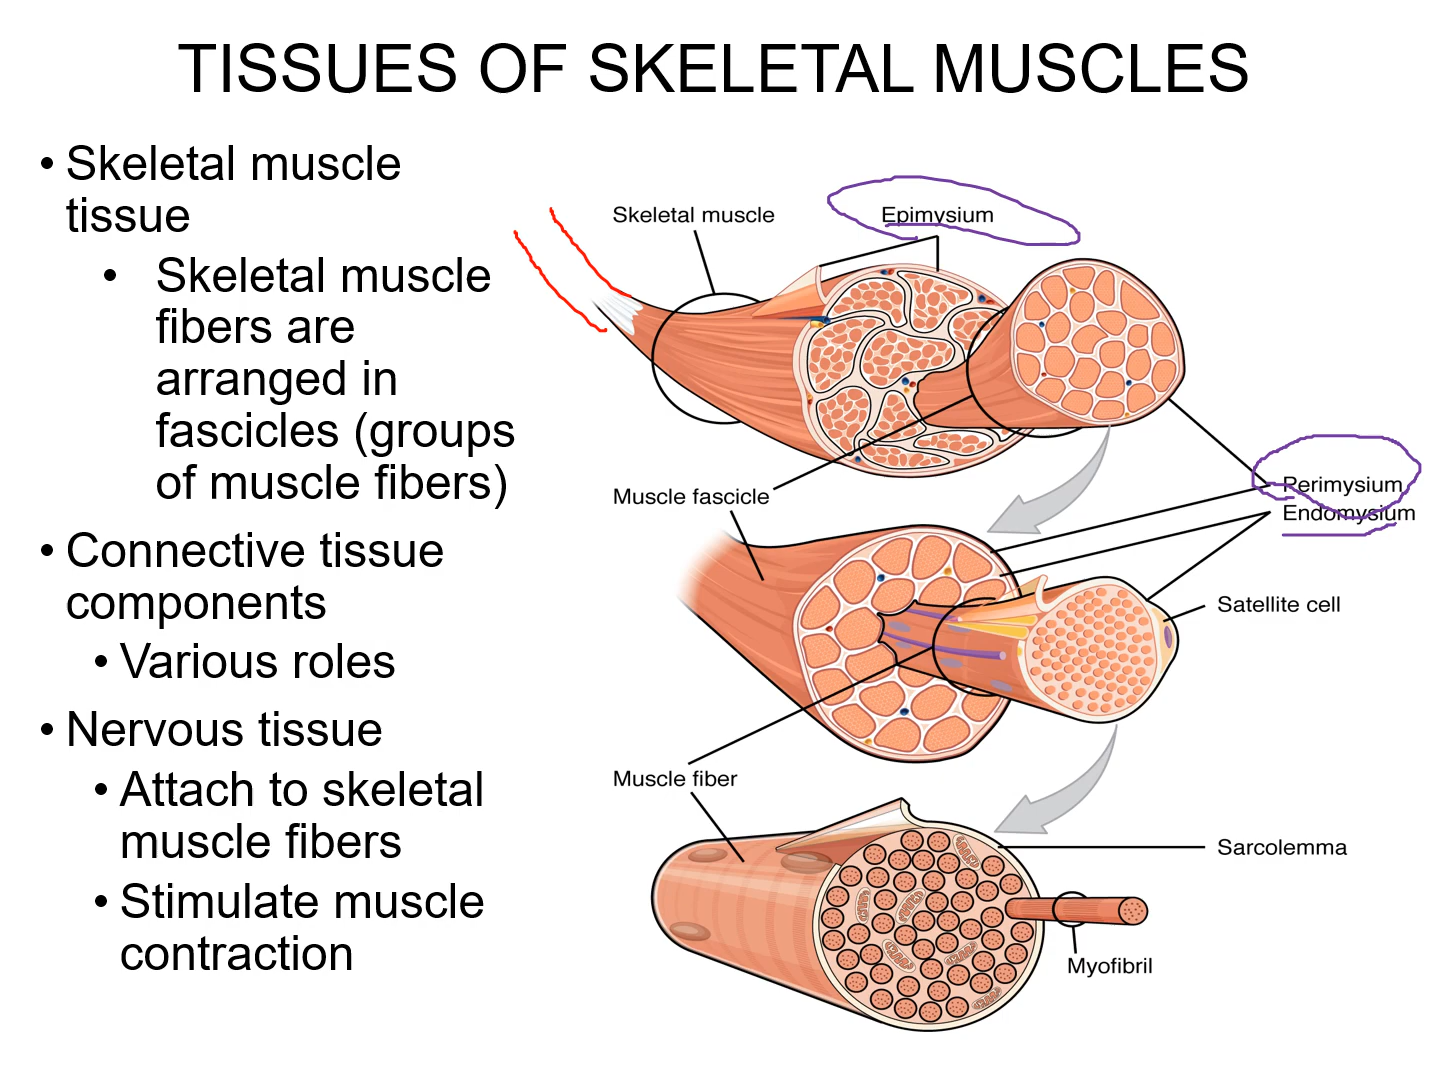 TISSUES OF SKELETAL MUSCLES
• Skeletal muscle
tissue
• Skeletal muscle
fibers are
arranged in
fascicles (groups
of muscle fibers)
• Connective tissue
components
• Various roles
• Nervous tissue
• Attach to skeletal
muscle fibers
• Stimulate muscle
contraction
Skeletal muscle
Epimysium
Muscle fascicle
Perimysium
Endomysium
Satellite cell
Muscle fiber
Sarcolemma
Myofibril